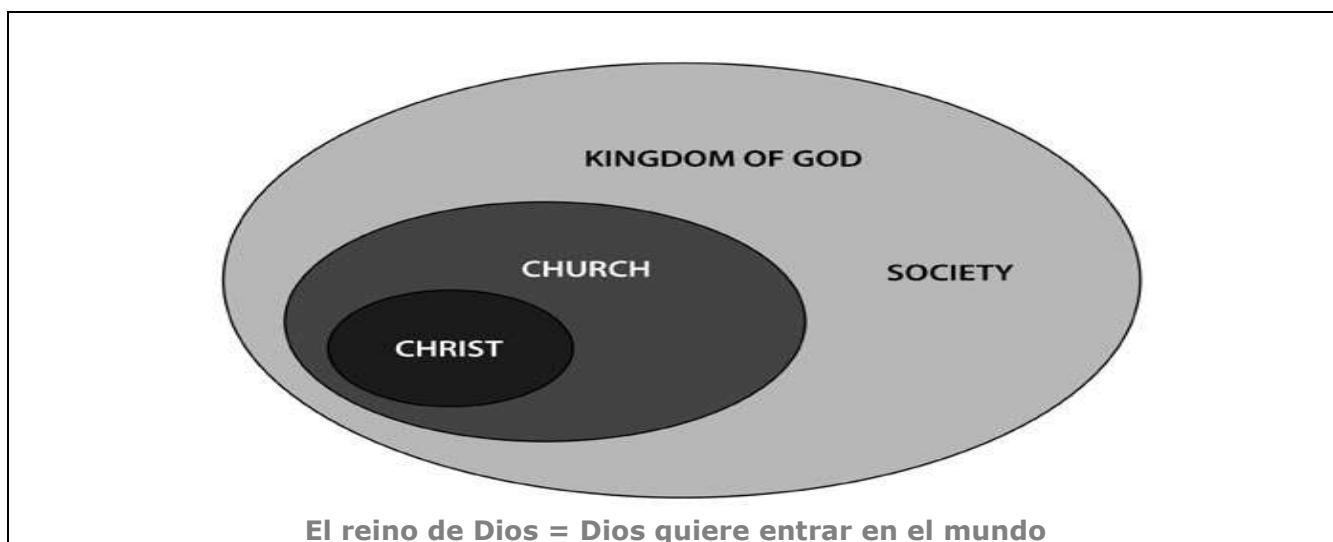 KINGDOM OF GOD
CHURCH
SOCIETY
CHRIST
El reino de Dios = Dios quiere entrar en el mundo